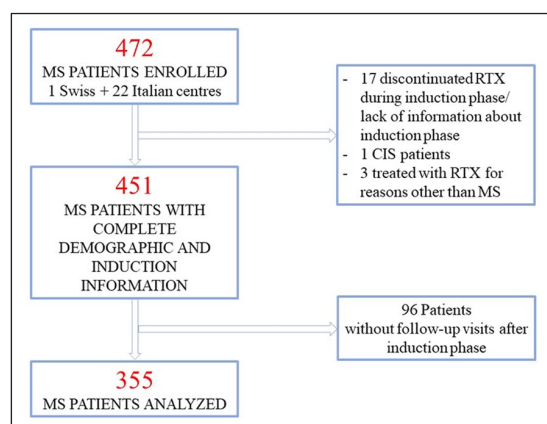 472
MS PATIENTS ENROLLED
1 Swiss + 22 Italian centres
- 17 discontinuated RTX
during induction phase/
lack of information about
induction phase
- 1 CIS patients
- 3 treated with RTX for
reasons other than MS
451
MS PATIENTS WITH
COMPLETE
DEMOGRAPHIC AND
INDUCTION
INFORMATION
96 Patients
without follow-up visits after
induction phase
355
MS PATIENTS ANALYZED